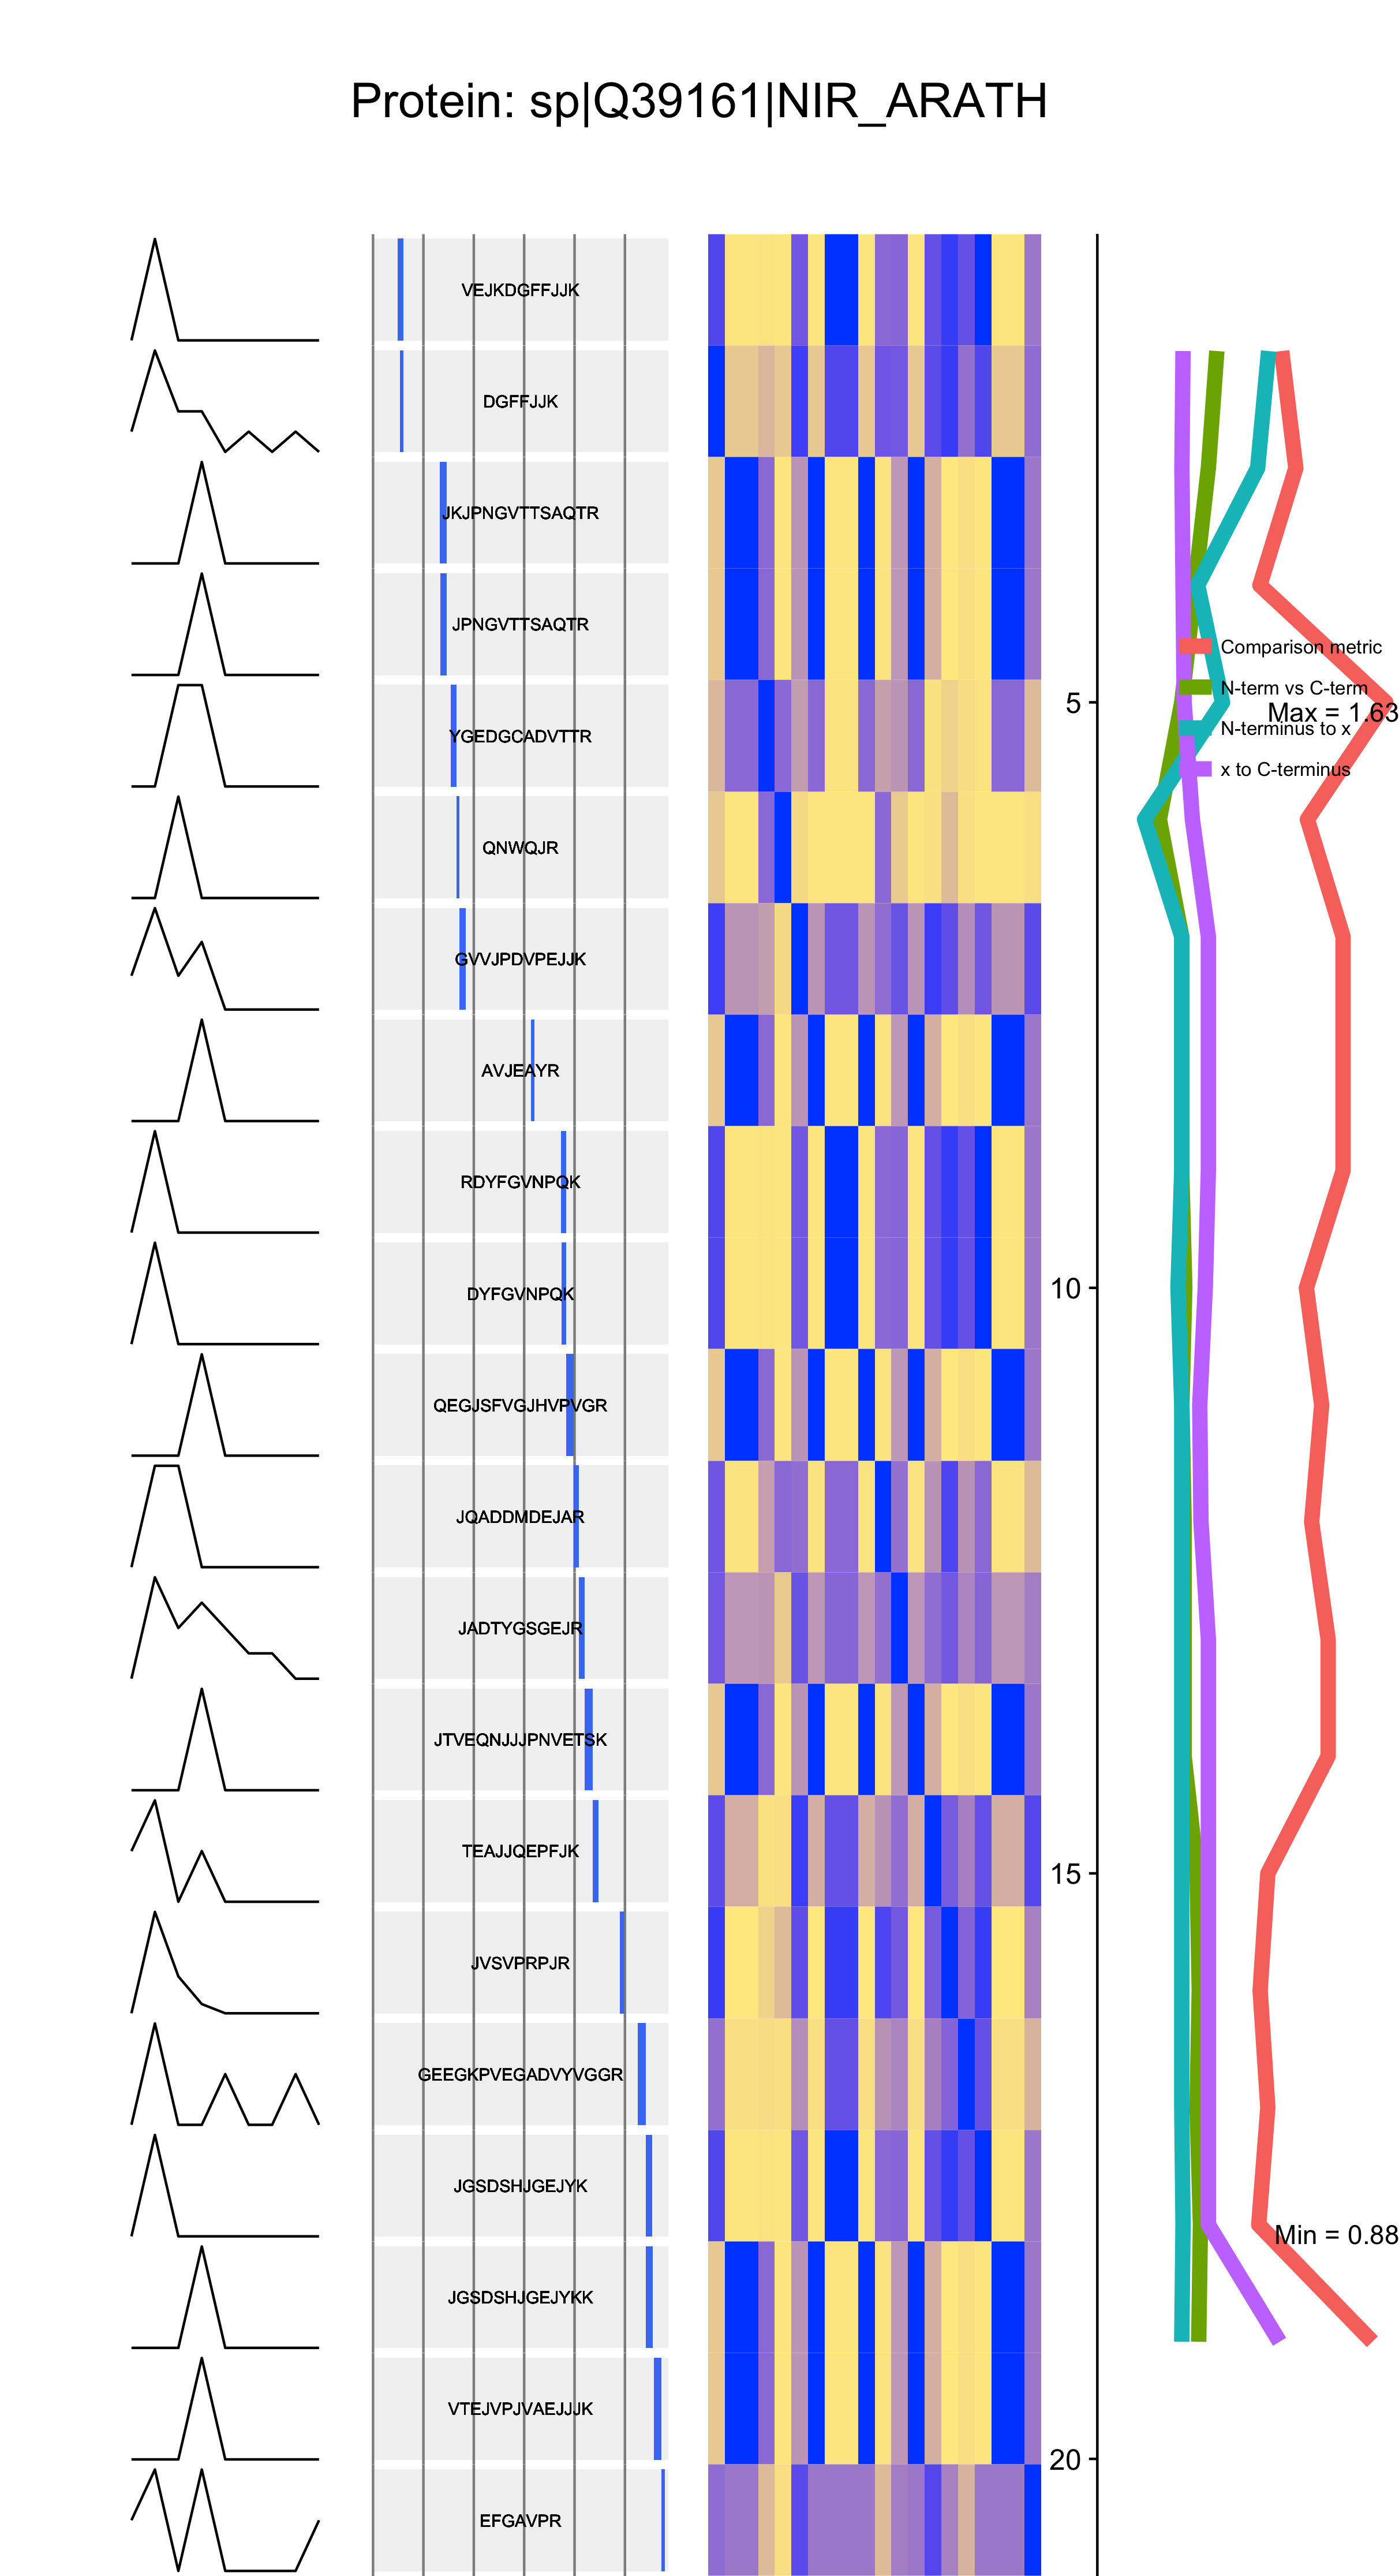 Protein: sp|Q39161|NIR_ARATH
VEJKDGFFJJK
DGFFJJK
JKJPNGVTTSAQTR
JPNGVTTSAQTR
Comparison metric
N-term vs C-term
5
Max = 1.63
N-terminus to x
YGEDGCADVTTR
x to C-terminus
QNWQJR
GVVJPDVPEJJK
AVJEAYR
RDYFGVNPQK
10
DYFGVNPQK
QEGJSFVGJHVPVGR
JQADDMDEJAR
JADTYGSGEJR
JTVEQNJJJPNVETSK
TEAJJQEPFJK
15
JVSVPRPJR
GEEGKPVEGADVYVGGR
JGSDSHJGEJYK
Min = 0.88
JGSDSHJGEJYKK
VTEJVPJVAEJJJK
20
EFGAVPR